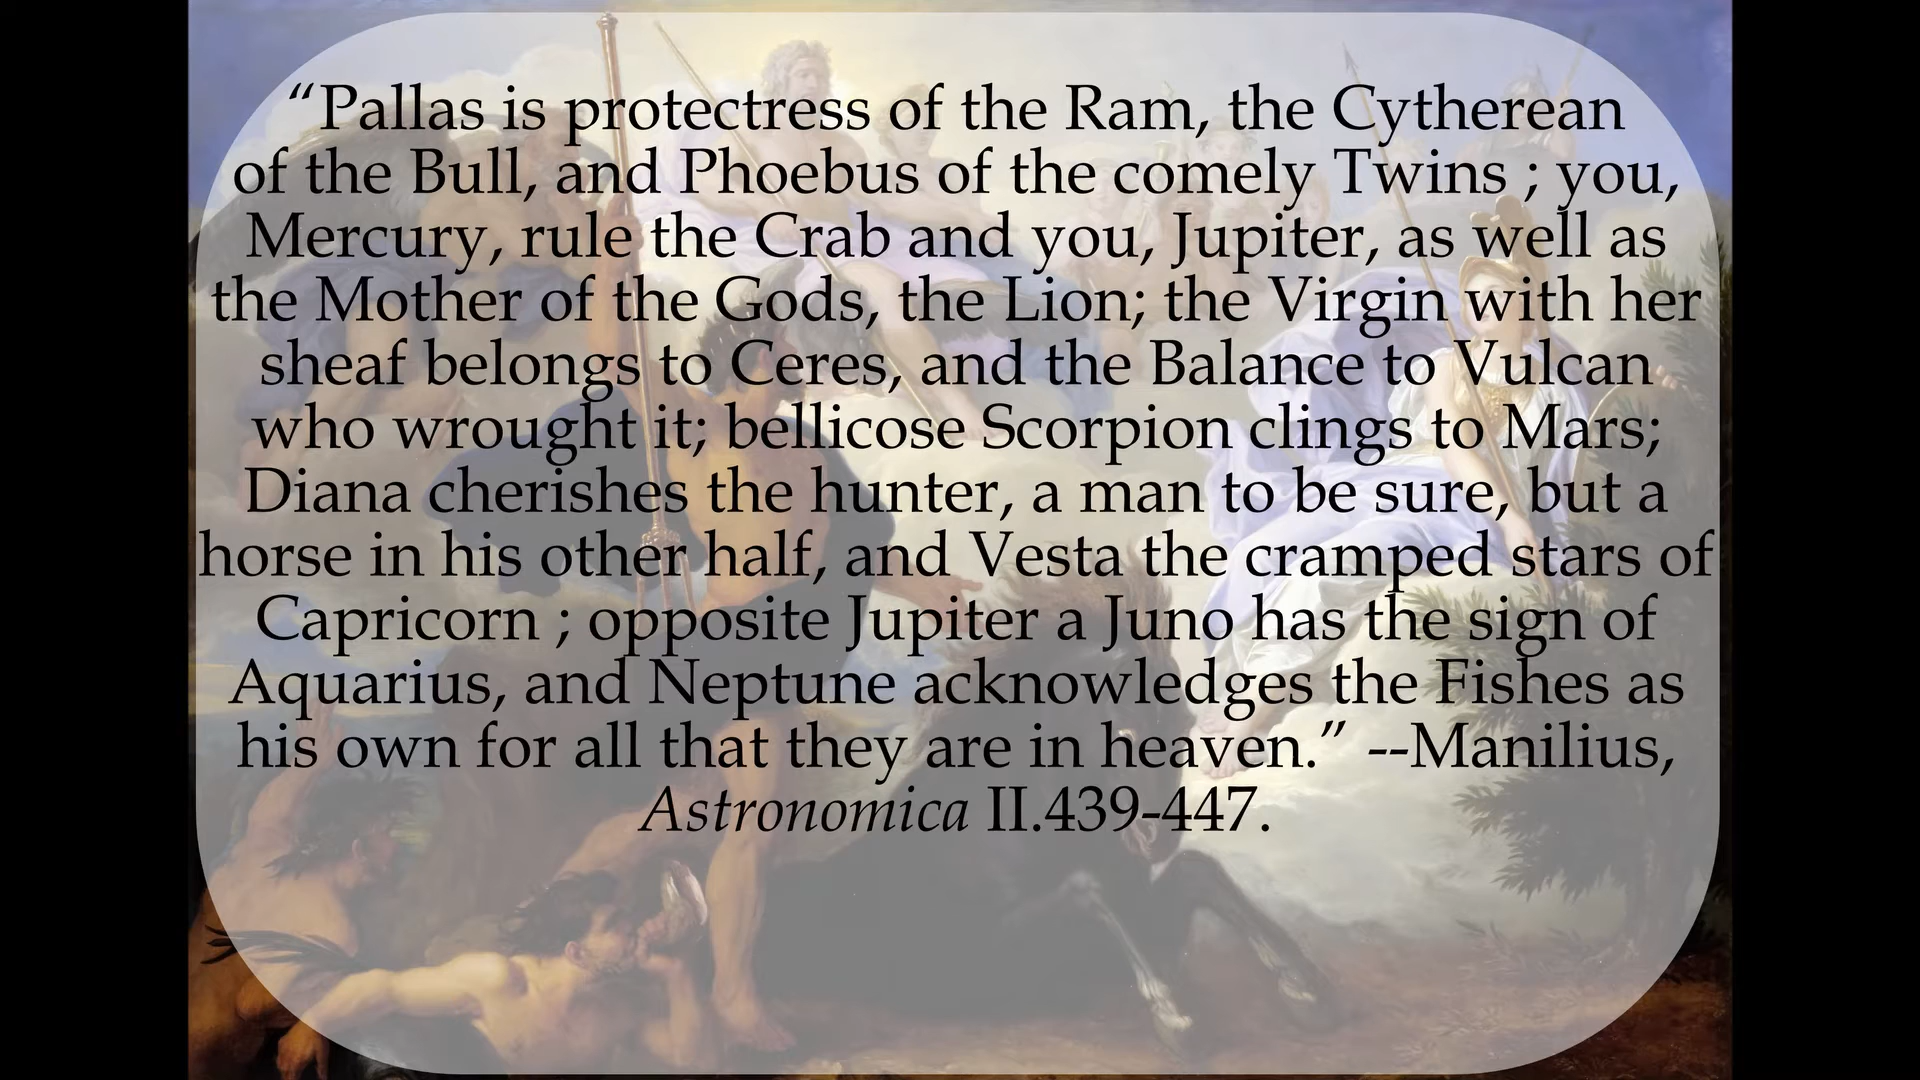 “Pallas is protectress of the Ram, the Cytherean
of the Bull, and Phoebus of the comely Twins ; you,
Mercury, rule the Crab and you, Jupiter, as well as
the Mother of the Gods, the Lion; the Virgin with her
sheaf belongs to Ceres, and the Balance to Vulcan
who wrought it; bellicose Scorpion clings to Mars;
Diana cherishes the hunter, a man to be sure, but a
horse in his other half, and Vesta the cramped stars of
Capricorn ; opposite Jupiter a Juno has the sign of
Aquarius, and Neptune acknowledges the Fishes as
his own for all that they are in heaven.” --Manilius,
Astronomica II.439-447.